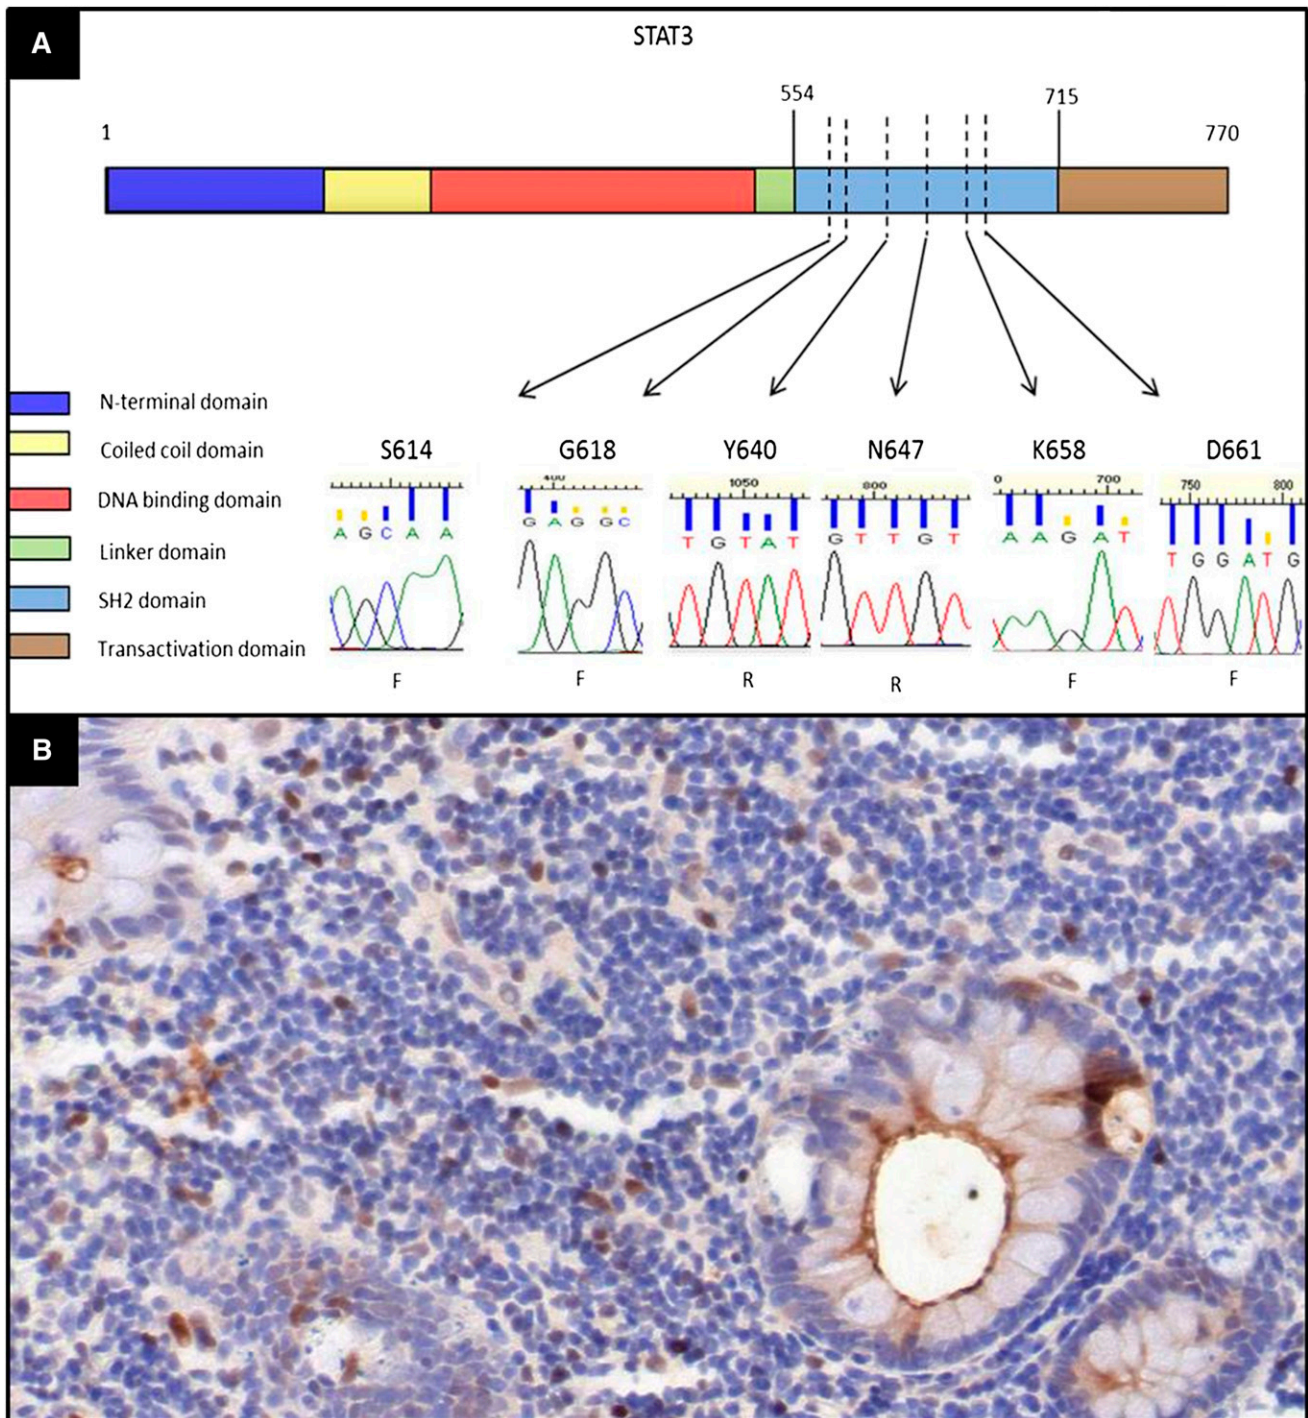 A
STAT3
554
715
1
770
N-terminal domain
Coiled coil domain
DNA binding domain
Linker domain
SH2 domain
Transactivation domain
S614
G618
Y640
N647
K658
D661
400
1050
800
0 700
750 800
A G C A A
G A G G C
T G T A T
G T T G T
A A G A T
T G G A T G
F
F
R
R
F
F
B